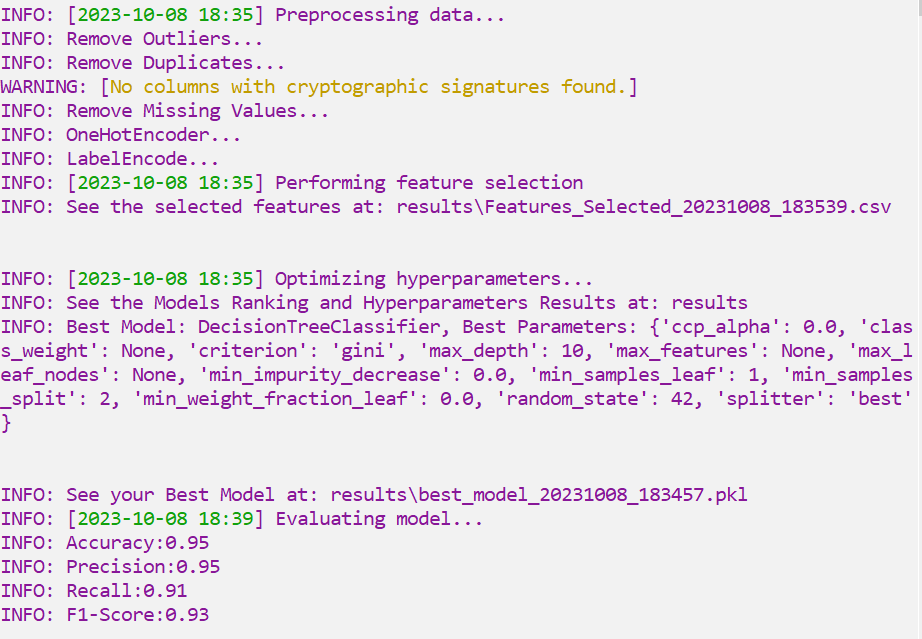 INFO: [2023-10-08 18:35] Preprocessing data...
INFO: Remove Outliers...
INFO: Remove Duplicates...
WARNING: [No columns with cryptographic signatures found.]
INFO: Remove Missing Values...
INFO: OneHotEncoder...
INFO: LabelEncode...
INFO: [2023-10-08 18:35] Performing feature selection
INFO: See the selected features at: results\Features_Selected_20231008_183539.csv
INFO: [2023-10-08 18:35] Optimizing hyperparameters...
INFO: See the Models Ranking and Hyperparameters Results at: results
INFO: Best Model: DecisionTreeClassifier, Best Parameters: {'ccp_alpha': 0.0, 'clas
s_weight': None, 'criterion': 'gini', 'max_depth': 10, 'max_features': None, 'max_l
eaf_nodes': None, 'min_impurity_decrease': 0.0, 'min_samples_leaf': 1, 'min_samples
_split': 2, 'min_weight_fraction_leaf': 0.0, 'random_state': 42, 'splitter': 'best'
}
INFO: See your Best Model at: results\best_model_20231008_183457.pkl
INFO: [2023-10-08 18:39] Evaluating model...
INFO: Accuracy:0.95
INFO: Precision:0.95
INFO: Recall:0.91
INFO: F1-Score:0.93